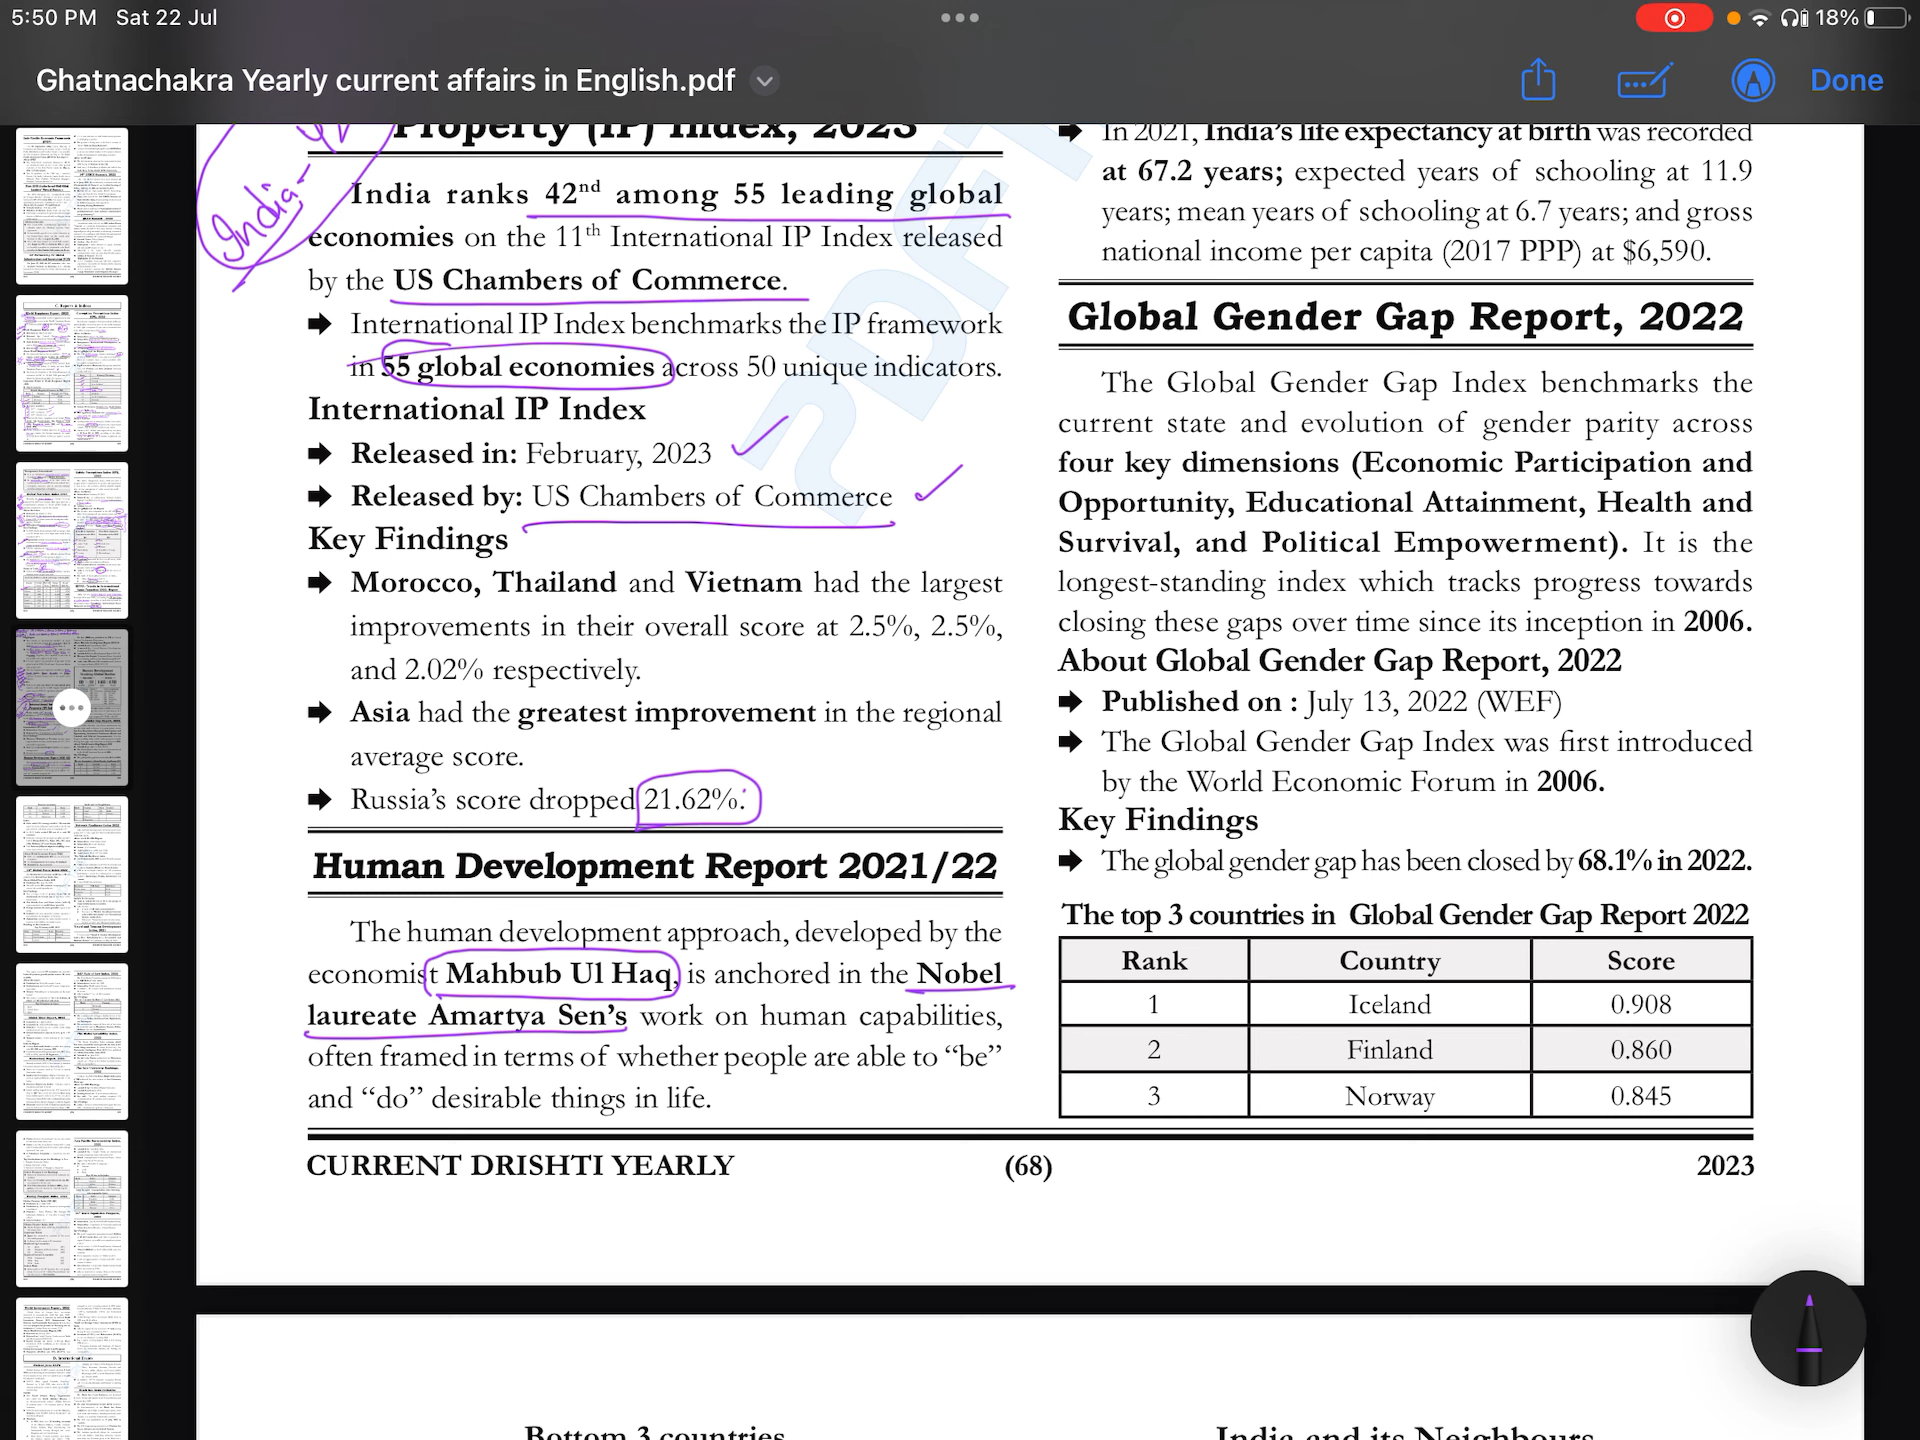 5:50 PM Sat 22 Jul
18%
Ghatnachakra Yearly current affairs in English.pdf
Done
Property (IP) Index, 2023
India-
India ranks 42nd among 55 leading global
economies on the 11th International IP Index released
by the US Chambers of Commerce.
International IP Index benchmarks the IP framework
in 55 global economies across 50 unique indicators.
International IP Index
Released in: February, 2023
Released by: US Chambers of Commerce
Key Findings
Morocco, Thailand and Vietnam had the largest
improvements in their overall score at 2.5%, 2.5%,
and 2.02% respectively.
Asia had the greatest improvement in the regional
average score.
Russia's score dropped 21.62%.
Human Development Report 2021/22
The human development approach, developed by the
economist Mahbub Ul Haq, is anchored in the Nobel
laureate Amartya Sen's work on human capabilities,
often framed in terms of whether people are able to "be"
and "do" desirable things in life.
In 2021, India's life expectancy at birth was recorded
at 67.2 years; expected years of schooling at 11.9
years; mean years of schooling at 6.7 years; and gross
national income per capita (2017 PPP) at $6,590.
Global Gender Gap Report, 2022
The Global Gender Gap Index benchmarks the
current state and evolution of gender parity across
four key dimensions (Economic Participation and
Opportunity, Educational Attainment, Health and
Survival, and Political Empowerment). It is the
longest-standing index which tracks progress towards
closing these gaps over time since its inception in 2006.
About Global Gender Gap Report, 2022
Published on : July 13, 2022 (WEF)
The Global Gender Gap Index was first introduced
by the World Economic Forum in 2006.
Key Findings
The global gender gap has been closed by 68.1% in 2022.
The top 3 countries in Global Gender Gap Report 2022
Rank Country Score
1 Iceland 0.908
2 Finland 0.860
3 Norway 0.845
CURRENT DRISHTI YEARLY (68) 2023
Bottom 3 countries India and its Neighbours